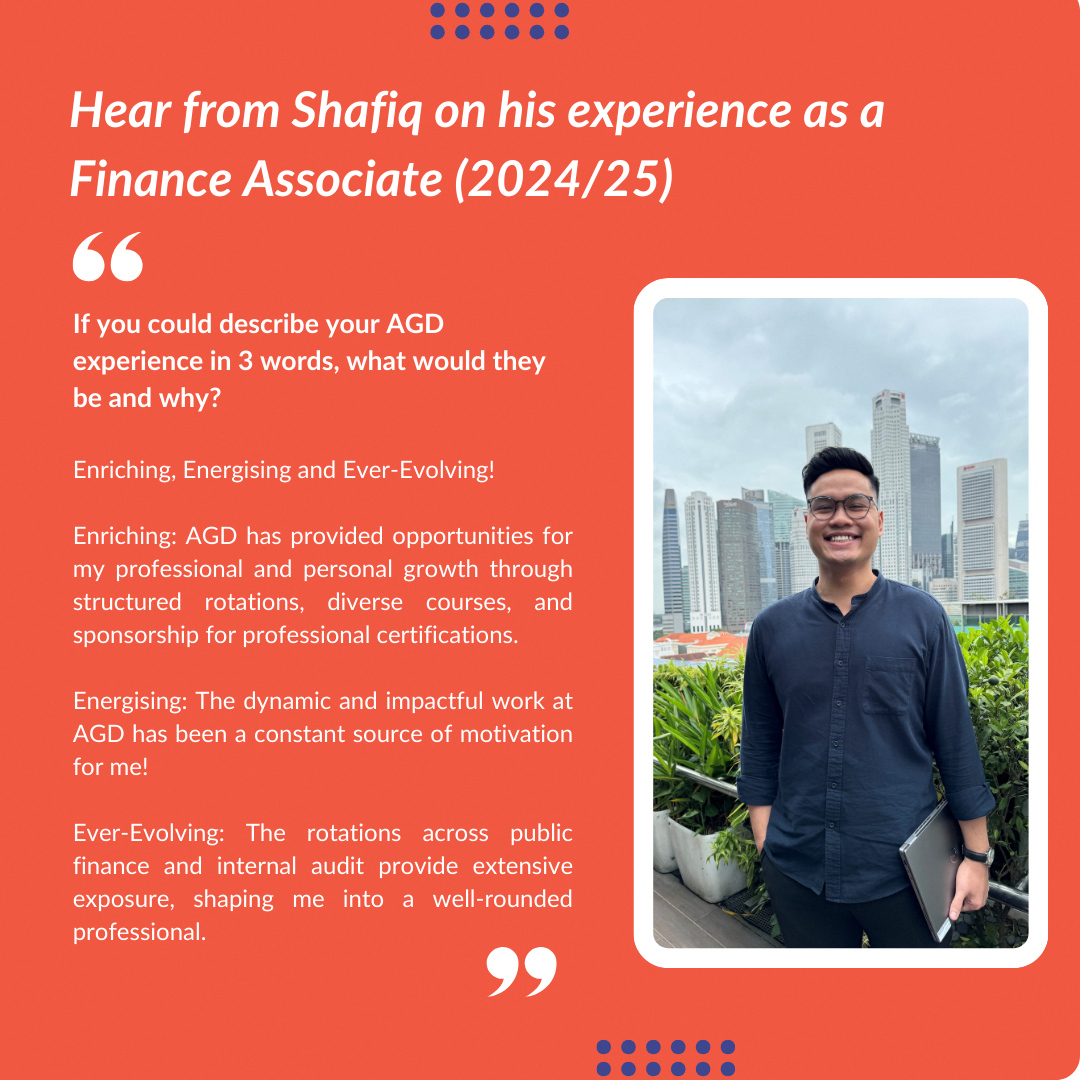 Hear from Shafiq on his experience as a
Finance Associate (2024/25)
“
If you could describe your AGD
experience in 3 words, what would they
be and why?
Enriching, Energising and Ever-Evolving!
Enriching: AGD has provided opportunities for
my professional and personal growth through
structured rotations, diverse courses, and
sponsorship for professional certifications.
Energising: The dynamic and impactful work at
AGD has been a constant source of motivation
for me!
Ever-Evolving: The rotations across public
finance and internal audit provide extensive
exposure, shaping me into a well-rounded
professional.
”